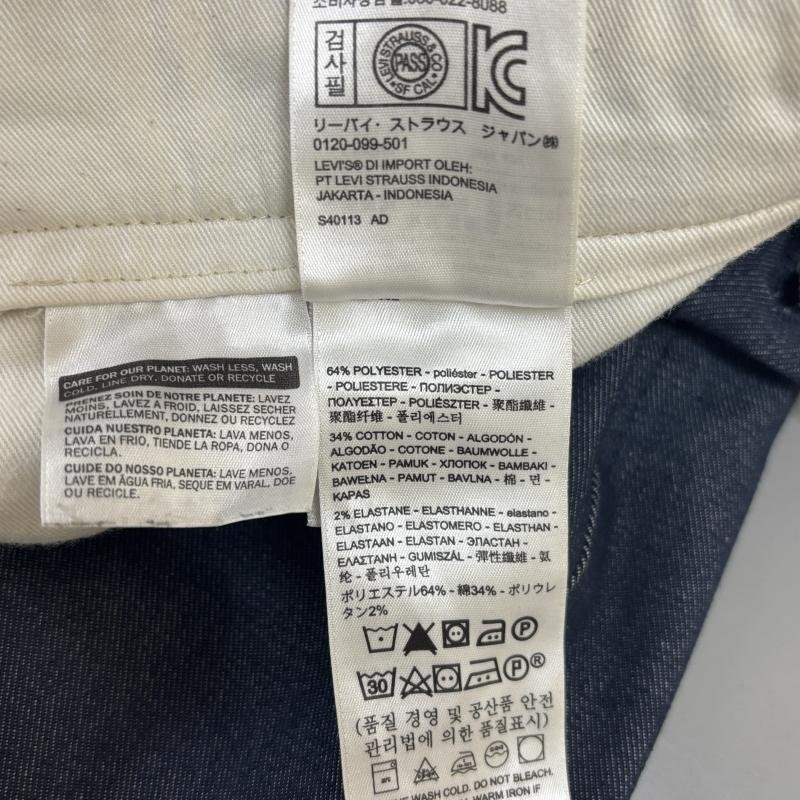 소비자상담실:080-022-8088
검사필
LEVI STRAUSS & CO
PASS
SF CAL.
リーバイ・ストラウス ジャパン㈱
0120-099-501
LEVI'S® DI IMPORT OLEH:
PT LEVI STRAUSS INDONESIA
JAKARTA - INDONESIA
S40113 AD
CARE FOR OUR PLANET: WASH LESS, WASH
COLD, LINE DRY, DONATE OR RECYCLE
PRENEZ SOIN DE NOTRE PLANETE: LAVEZ
MOINS, LAVEZ A FROID, LAISSEZ SECHER
NATURELLEMENT, DONNEZ OU RECYCLEZ
CUIDA NUESTRO PLANETA: LAVA MENOS,
LAVA EN FRIO, TIENDE LA ROPA, DONA O
RECICLA.
CUIDE DO NOSSO PLANETA: LAVE MENOS,
LAVE EM ÁGUA FRIA, SEQUE EM VARAL, DOE
OU RECICLE.
64% POLYESTER - poliéster - POLIESTER
- POLIESTERE - ПОЛИЭСТЕР -
ΠΟΛΥΕΣΤΕΡ - POLIÉSZTER - 聚酯纖維 -
聚酯纤维 - 폴리에스터
34% COTTON - COTON - ALGODÓN -
ALGODÃO - COTONE - BAUMWOLLE -
KATOEN - PAMUK - ХЛОПОК - BAMBAKI -
BAWEŁNA - PAMUT - BAVLNA - 棉 - 면 -
KAPAS
2% ELASTANE - ELASTHANNE - elastano -
ELASTANO - ELASTOMERO - ELASTHAN -
ELASTAAN - ELASTAN - ЭЛАСТАН -
ΕΛΑΣΤΑΝΗ - GUMISZÁL - 彈性纖維 - 氨
纶 - 폴리우레탄
ポリエステル64% - 綿34% - ポリウレ
タン2%
P
30 P®
(품질 경영 및 공산품 안전
관리법에 의한 품질표시)
WASH COLD. DO NOT BLEACH.
WARM IRON IF